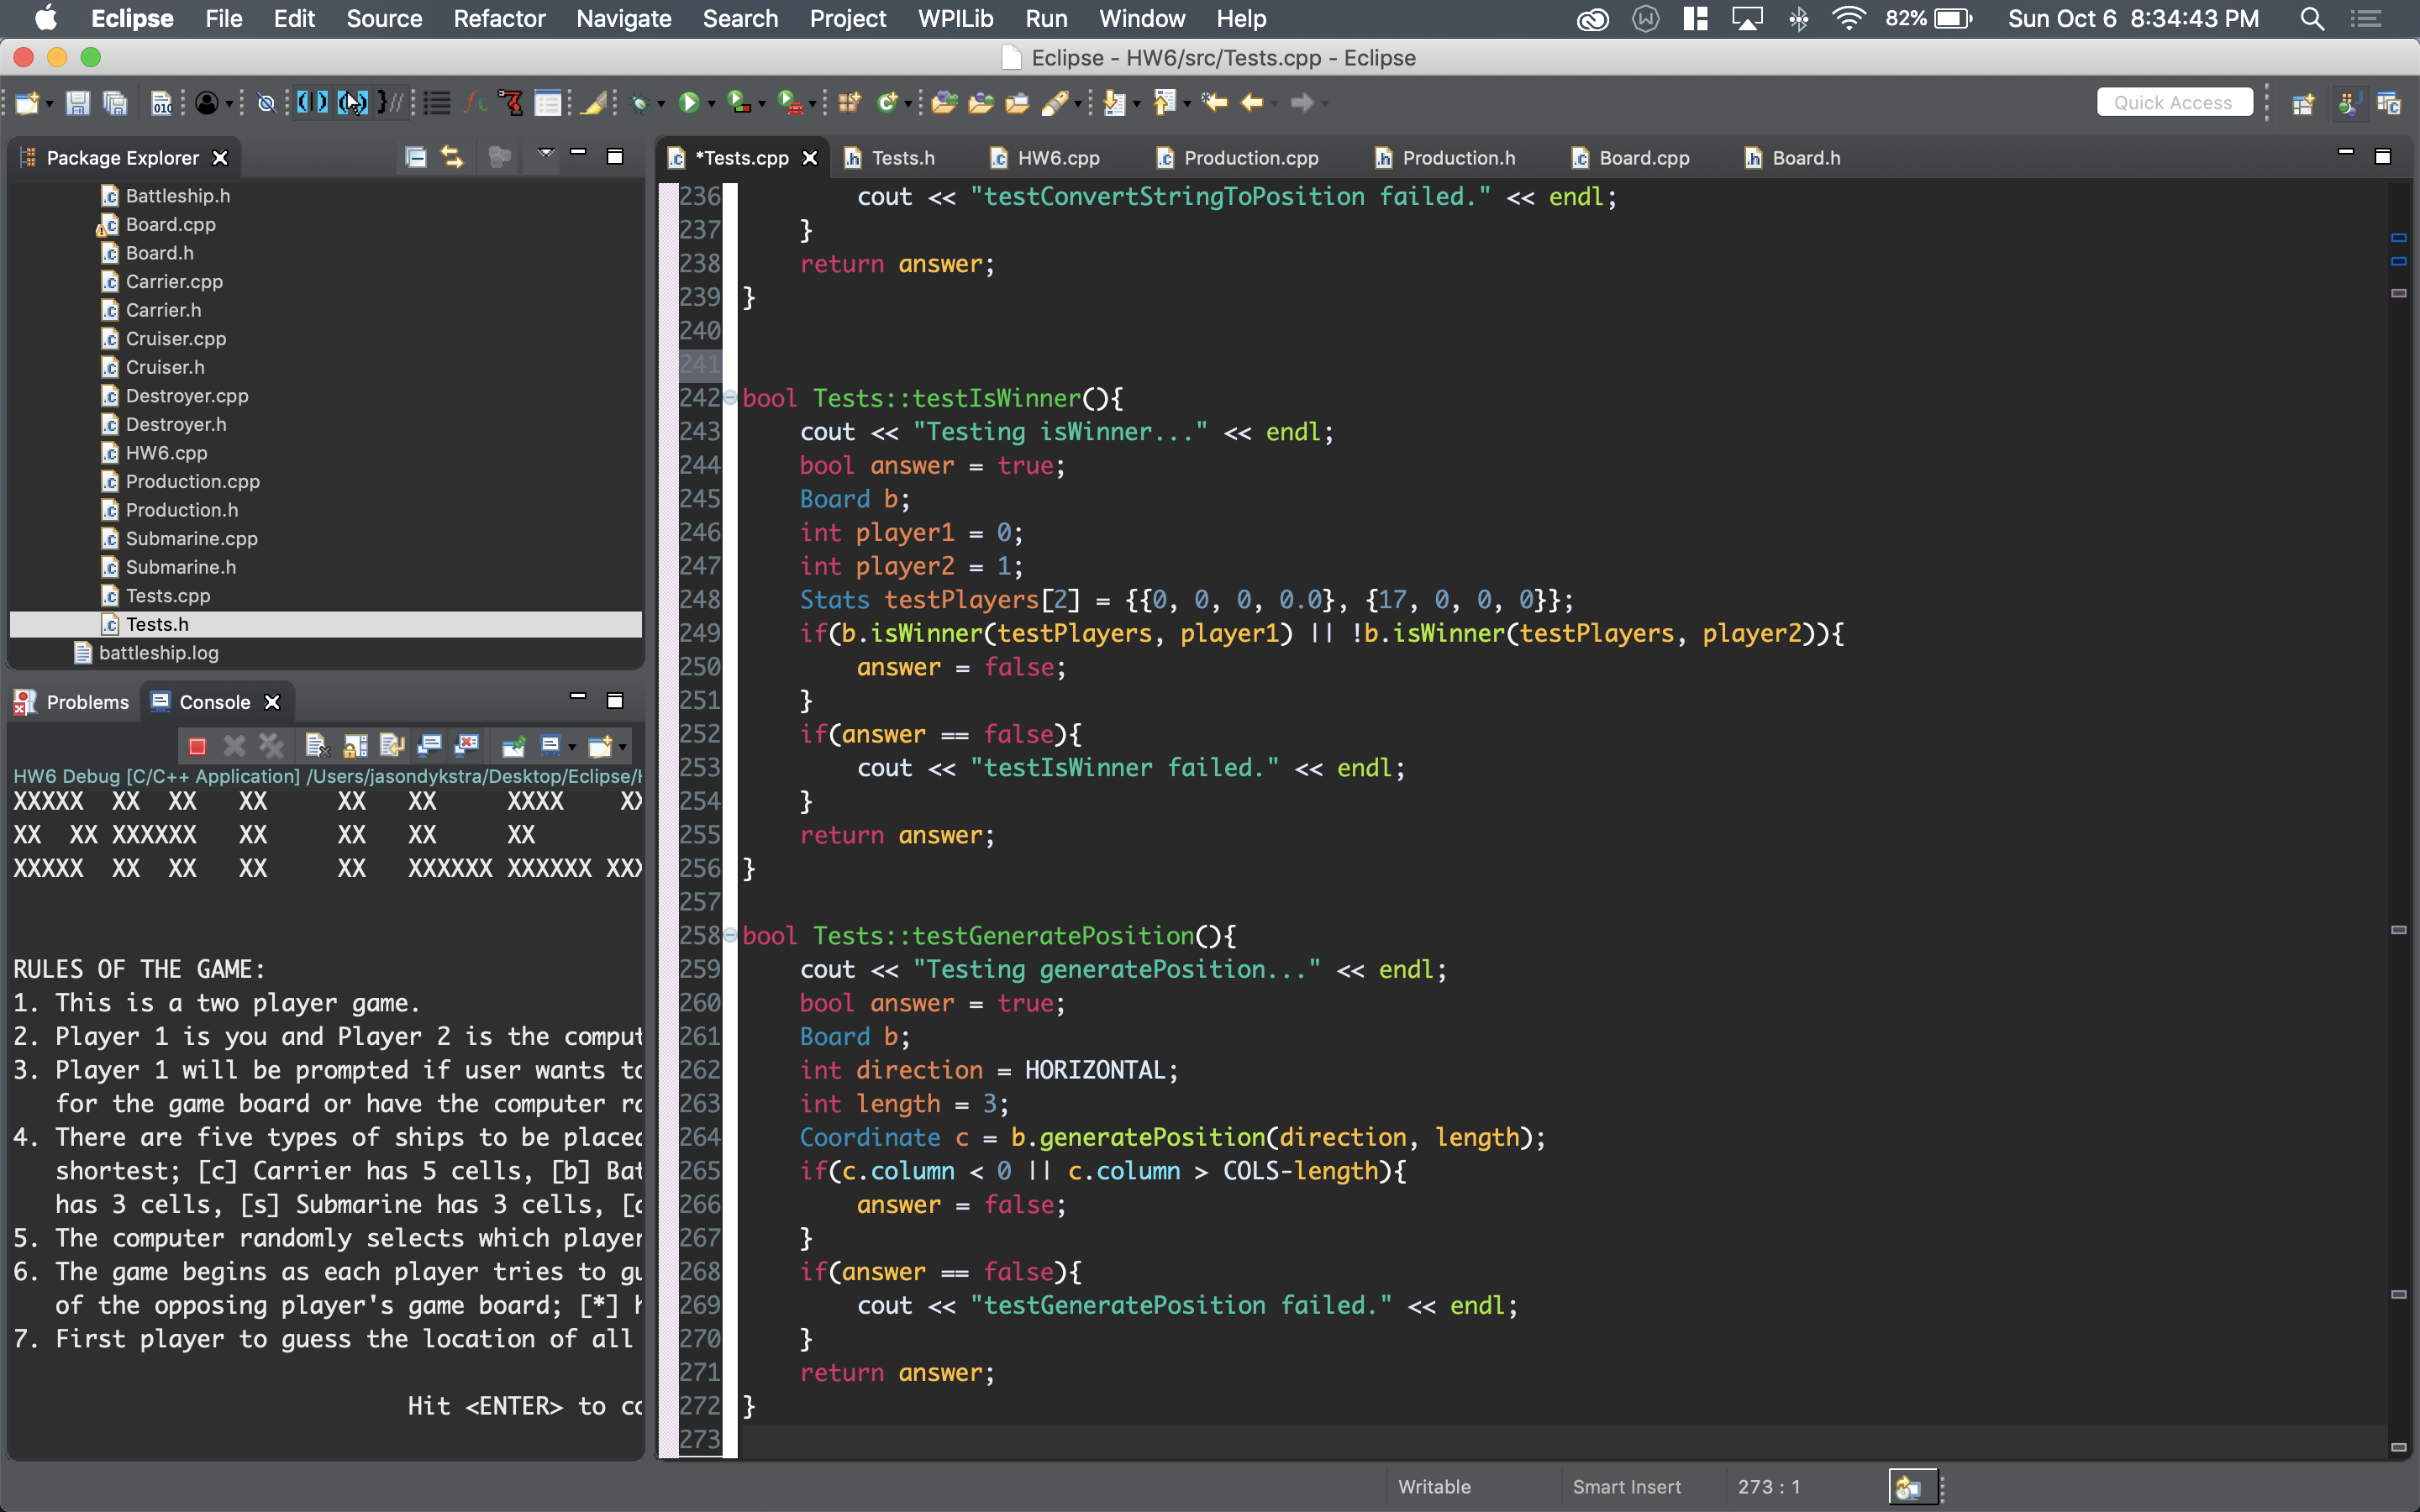 Eclipse File Edit Source Refactor Navigate Search Project WPILib Run Window Help 82% Sun Oct 6 8:34:43 PM
Eclipse - HW6/src/Tests.cpp - Eclipse
Quick Access
Package Explorer
Battleship.h
Board.cpp
Board.h
Carrier.cpp
Carrier.h
Cruiser.cpp
Cruiser.h
Destroyer.cpp
Destroyer.h
HW6.cpp
Production.cpp
Production.h
Submarine.cpp
Submarine.h
Tests.cpp
Tests.h
battleship.log
Problems Console
HW6 Debug [C/C++ Application] /Users/jasondykstra/Desktop/Eclipse/
XXXXX  XX  XX   XX     XX   XX     XXXX    XX
XX  XX XXXXXX   XX     XX   XX     XX
XXXXX  XX  XX   XX     XX   XXXXXX XXXXXX XXX
RULES OF THE GAME:
1. This is a two player game.
2. Player 1 is you and Player 2 is the comput
3. Player 1 will be prompted if user wants to
for the game board or have the computer ra
4. There are five types of ships to be placed
shortest; [c] Carrier has 5 cells, [b] Bat
has 3 cells, [s] Submarine has 3 cells, [d
5. The computer randomly selects which player
6. The game begins as each player tries to gu
of the opposing player's game board; [*] h
7. First player to guess the location of all
Hit <ENTER> to co
*Tests.cpp Tests.h HW6.cpp Production.cpp Production.h Board.cpp Board.h
236         cout << "testConvertStringToPosition failed." << endl;
237     }
238     return answer;
239 }
240
241
242 bool Tests::testIsWinner(){
243     cout << "Testing isWinner..." << endl;
244     bool answer = true;
245     Board b;
246     int player1 = 0;
247     int player2 = 1;
248     Stats testPlayers[2] = {{0, 0, 0, 0.0}, {17, 0, 0, 0}};
249     if(b.isWinner(testPlayers, player1) || !b.isWinner(testPlayers, player2)){
250         answer = false;
251     }
252     if(answer == false){
253         cout << "testIsWinner failed." << endl;
254     }
255     return answer;
256 }
257
258 bool Tests::testGeneratePosition(){
259     cout << "Testing generatePosition..." << endl;
260     bool answer = true;
261     Board b;
262     int direction = HORIZONTAL;
263     int length = 3;
264     Coordinate c = b.generatePosition(direction, length);
265     if(c.column < 0 || c.column > COLS-length){
266         answer = false;
267     }
268     if(answer == false){
269         cout << "testGeneratePosition failed." << endl;
270     }
271     return answer;
272 }
273
Writable Smart Insert 273 : 1